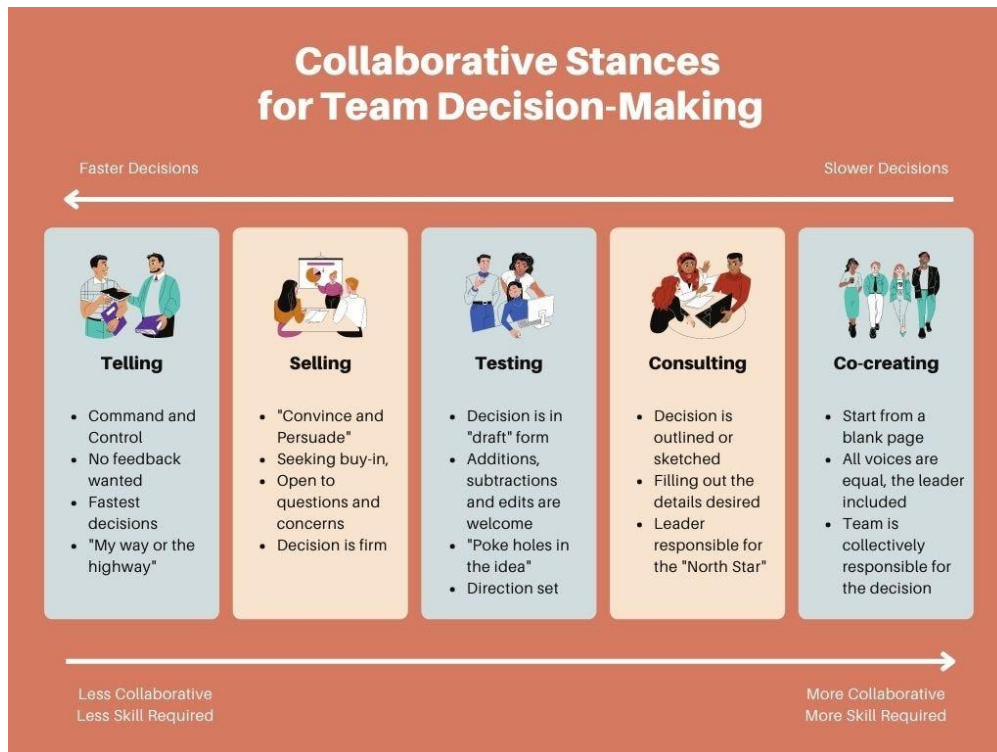 Collaborative Stances
for Team Decision-Making
Faster Decisions
Slower Decisions
Telling
• Command and
Control
• No feedback
wanted
• Fastest
decisions
• "My way or the
highway"
Selling
• "Convince and
Persuade"
• Seeking buy-in,
• Open to
questions and
concerns
• Decision is firm
Testing
• Decision is in
"draft" form
• Additions,
subtractions
and edits are
welcome
• "Poke holes in
the idea"
• Direction set
Consulting
• Decision is
outlined or
sketched
• Filling out the
details desired
• Leader
responsible for
the "North Star"
Co-creating
• Start from a
blank page
• All voices are
equal, the leader
included
• Team is
collectively
responsible for
the decision
Less Collaborative
Less Skill Required
More Collaborative
More Skill Required